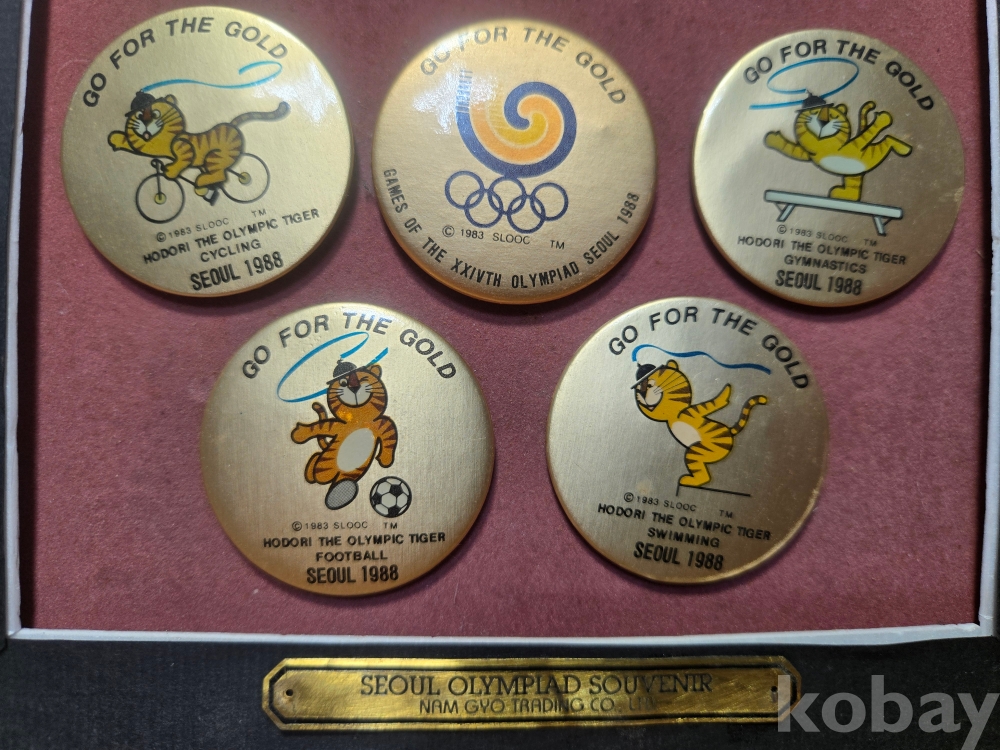 GO FOR THE GOLD
© 1983 SLOOC TM
HODORI THE OLYMPIC TIGER
CYCLING
SEOUL 1988
GO FOR THE GOLD
© 1983 SLOOC TM
GAMES OF THE XXIVTH OLYMPIAD SEOUL 1988
GO FOR THE GOLD
© 1983 SLOOC TM
HODORI THE OLYMPIC TIGER
GYMNASTICS
SEOUL 1988
GO FOR THE GOLD
© 1983 SLOOC TM
HODORI THE OLYMPIC TIGER
FOOTBALL
SEOUL 1988
GO FOR THE GOLD
© 1983 SLOOC TM
HODORI THE OLYMPIC TIGER
SWIMMING
SEOUL 1988
SEOUL OLYMPIAD SOUVENIR
NAM GYO TRADING CO.,
kobay